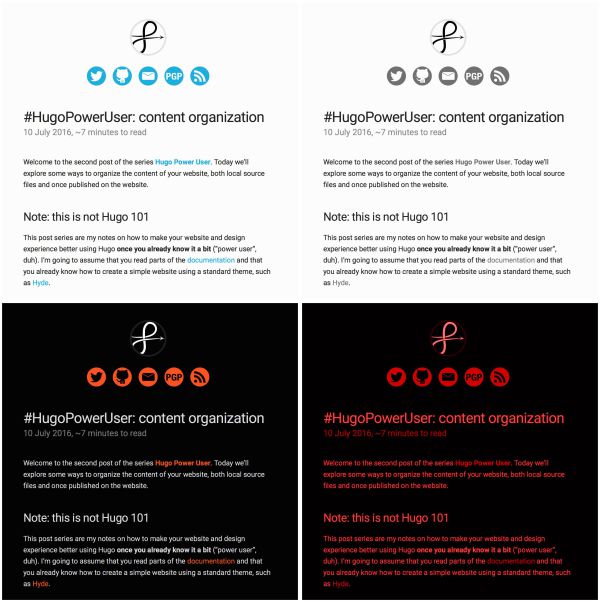 PGP
#HugoPowerUser: content organization
10 July 2016, ~7 minutes to read
Welcome to the second post of the series Hugo Power User. Today we'll
explore some ways to organize the content of your website, both local source
files and once published on the website.
Note: this is not Hugo 101
This post series are my notes on how to make your website and design
experience better using Hugo once you already know it a bit ("power user",
duh). I'm going to assume that you read parts of the documentation and that
you already know how to create a simple website using a standard theme, such
as Hyde.
PGP
#HugoPowerUser: content organization
10 July 2016, ~7 minutes to read
Welcome to the second post of the series Hugo Power User. Today we'll
explore some ways to organize the content of your website, both local source
files and once published on the website.
Note: this is not Hugo 101
This post series are my notes on how to make your website and design
experience better using Hugo once you already know it a bit ("power user",
duh). I'm going to assume that you read parts of the documentation and that
you already know how to create a simple website using a standard theme, such
as Hyde.
PGP
#HugoPowerUser: content organization
10 July 2016, ~7 minutes to read
Welcome to the second post of the series Hugo Power User. Today we'll
explore some ways to organize the content of your website, both local source
files and once published on the website.
Note: this is not Hugo 101
This post series are my notes on how to make your website and design
experience better using Hugo once you already know it a bit ("power user",
duh). I'm going to assume that you read parts of the documentation and that
you already know how to create a simple website using a standard theme, such
as Hyde.
PGP
#HugoPowerUser: content organization
10 July 2016, ~7 minutes to read
Welcome to the second post of the series Hugo Power User. Today we'll
explore some ways to organize the content of your website, both local source
files and once published on the website.
Note: this is not Hugo 101
This post series are my notes on how to make your website and design
experience better using Hugo once you already know it a bit ("power user",
duh). I'm going to assume that you read parts of the documentation and that
you already know how to create a simple website using a standard theme, such
as Hyde.